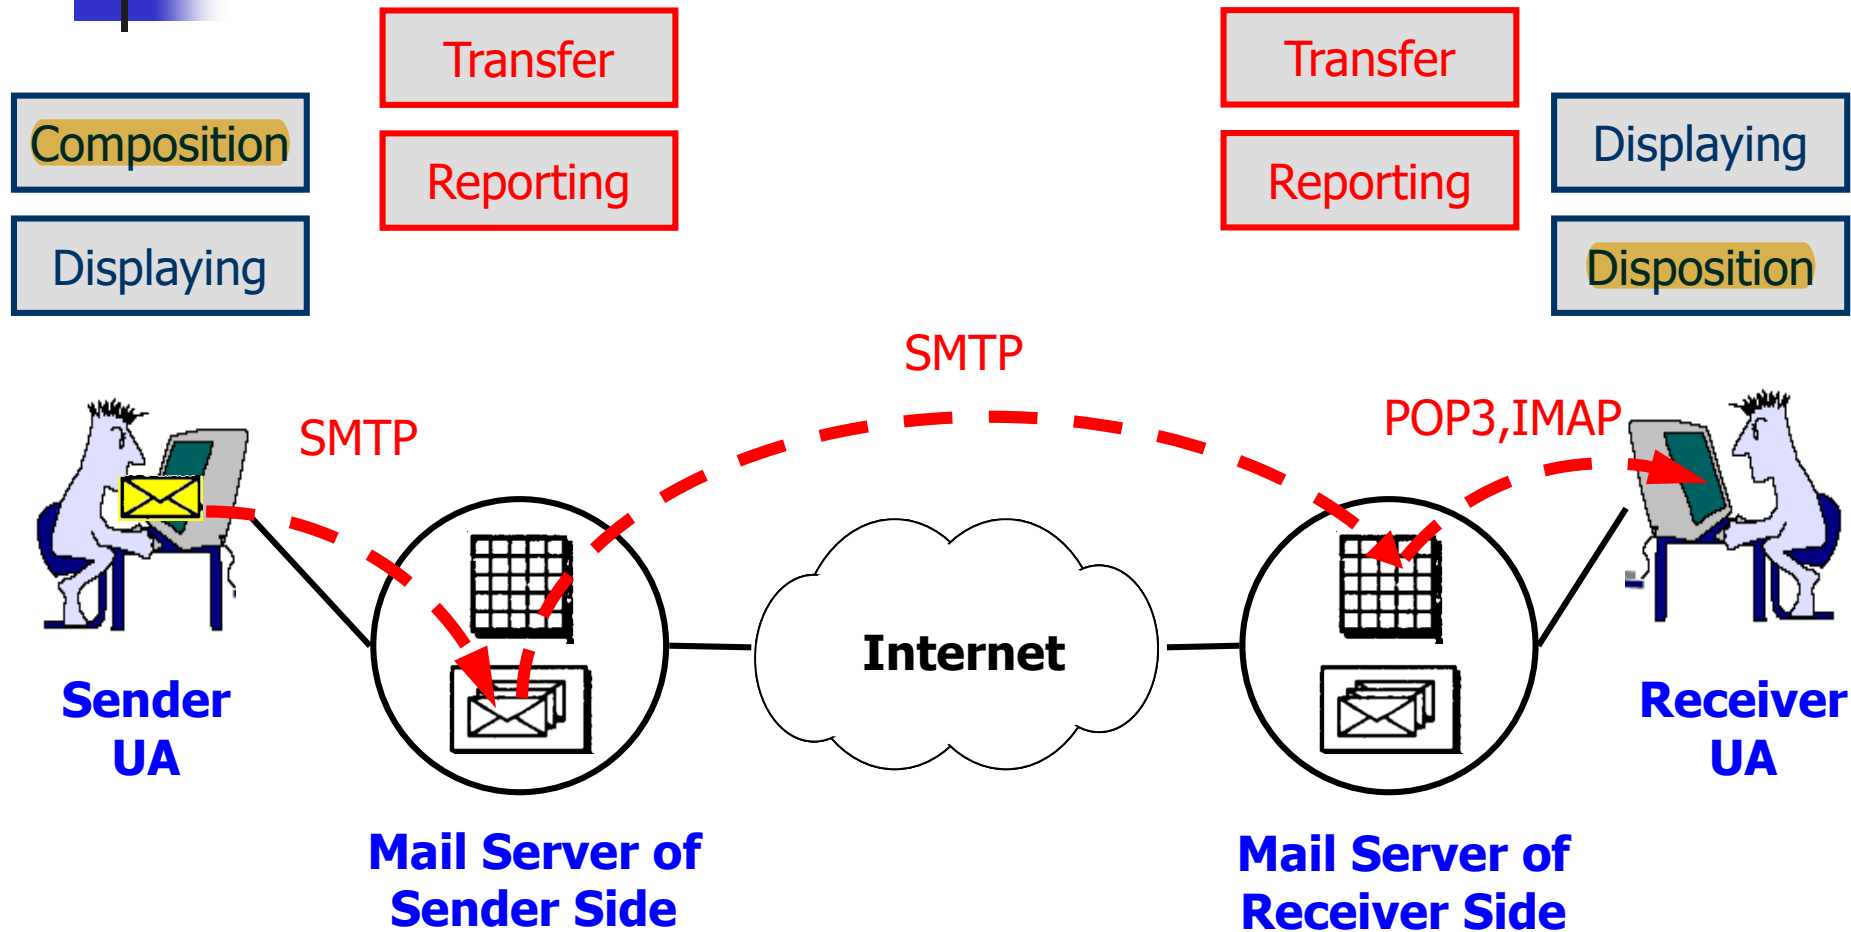 Transfer
Reporting
Composition
Displaying
Transfer
Reporting
Displaying
Disposition
SMTP
SMTP
POP3,IMAP
Internet
Sender
UA
Mail Server of
Sender Side
Mail Server of
Receiver Side
Receiver
UA